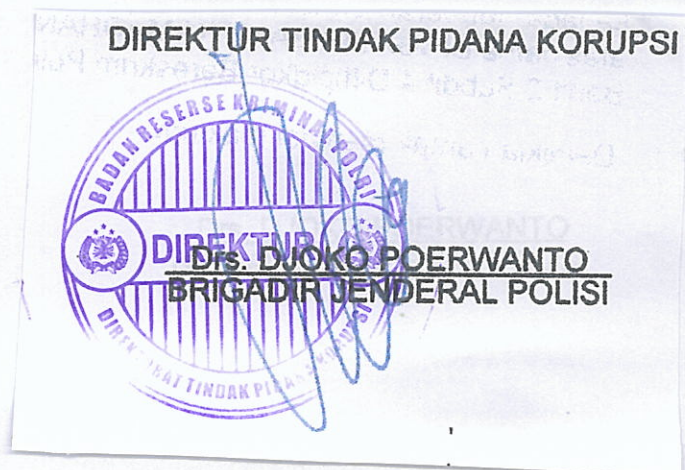 DIREKTUR TINDAK PIDANA KORUPSI
BADAN RESERSE KRIMINAL POLRI
DIREKTUR
Drs. DJOKO POERWANTO
BRIGADIR JENDERAL POLISI
DIREKTORAT TINDAK PIDANA KORUPSI